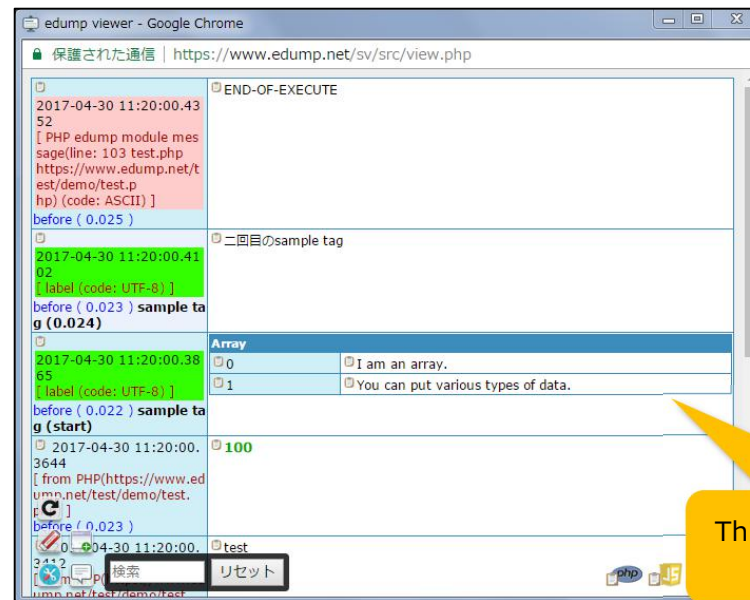 edump viewer - Google Chrome
保護された通信 | https://www.edump.net/sv/src/view.php
2017-04-30 11:20:00.43
52
[ PHP edump module mes
sage(line: 103 test.php
https://www.edump.net/t
est/demo/test.p
hp) (code: ASCII) ]
before ( 0.025 )
END-OF-EXECUTE
2017-04-30 11:20:00.41
02
[ label (code: UTF-8) ]
before ( 0.023 ) sample ta
g (0.024)
二回目のsample tag
2017-04-30 11:20:00.38
65
[ label (code: UTF-8) ]
before ( 0.022 ) sample ta
g (start)
Array
0 I am an array.
1 You can put various types of data.
2017-04-30 11:20:00.
3644
[ from PHP(https://www.ed
ump.net/test/demo/test.
]
before ( 0.023 )
100
04-30 11:20:00.
3412
test
検索
リセット
php
JS
Th